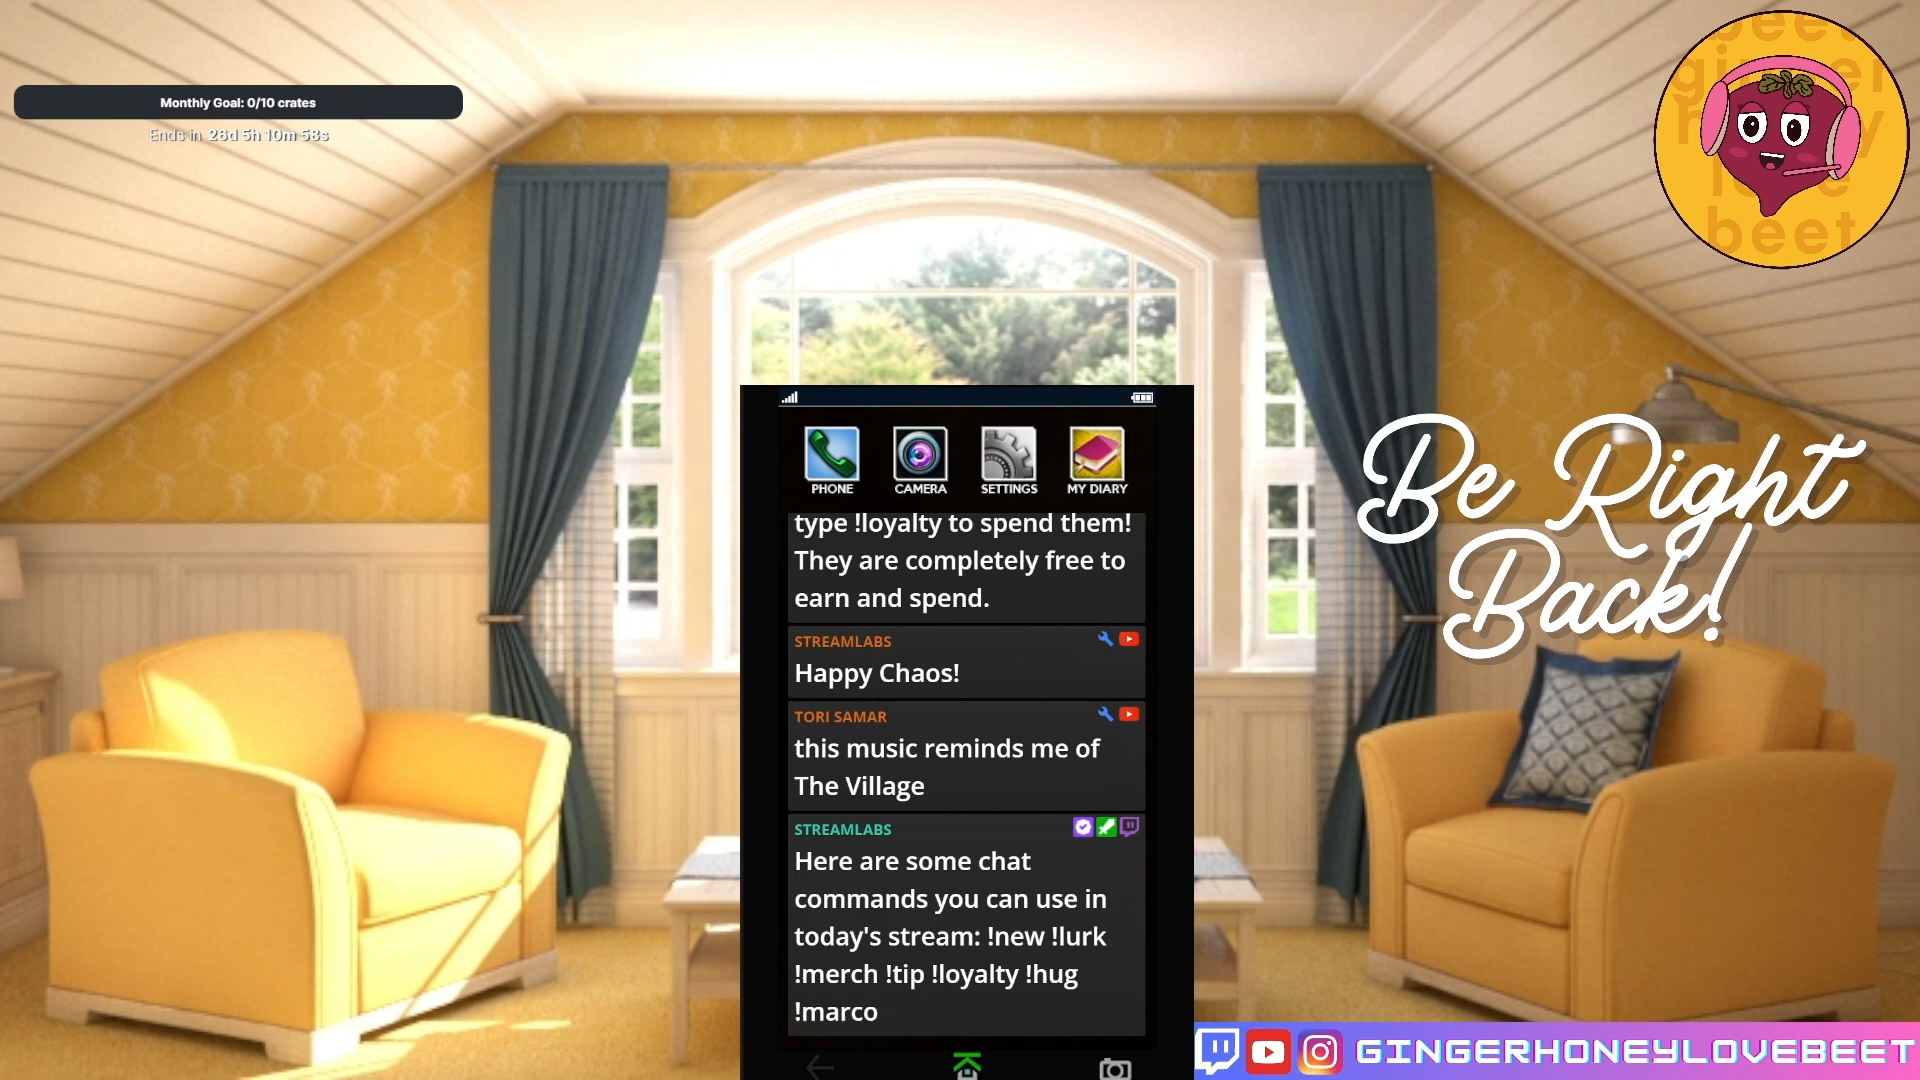 Monthly Goal: 0/10 crates
Ends in 26d 5h 10m 58s
beet
ginger
beet
Be Right
Back!
PHONE CAMERA SETTINGS MY DIARY
type !loyalty to spend them!
They are completely free to
earn and spend.
STREAMLABS
Happy Chaos!
TORI SAMAR
this music reminds me of
The Village
STREAMLABS
Here are some chat
commands you can use in
today's stream: !new !lurk
!merch !tip !loyalty !hug
!marco
GINGERHONEYLOVEBEET